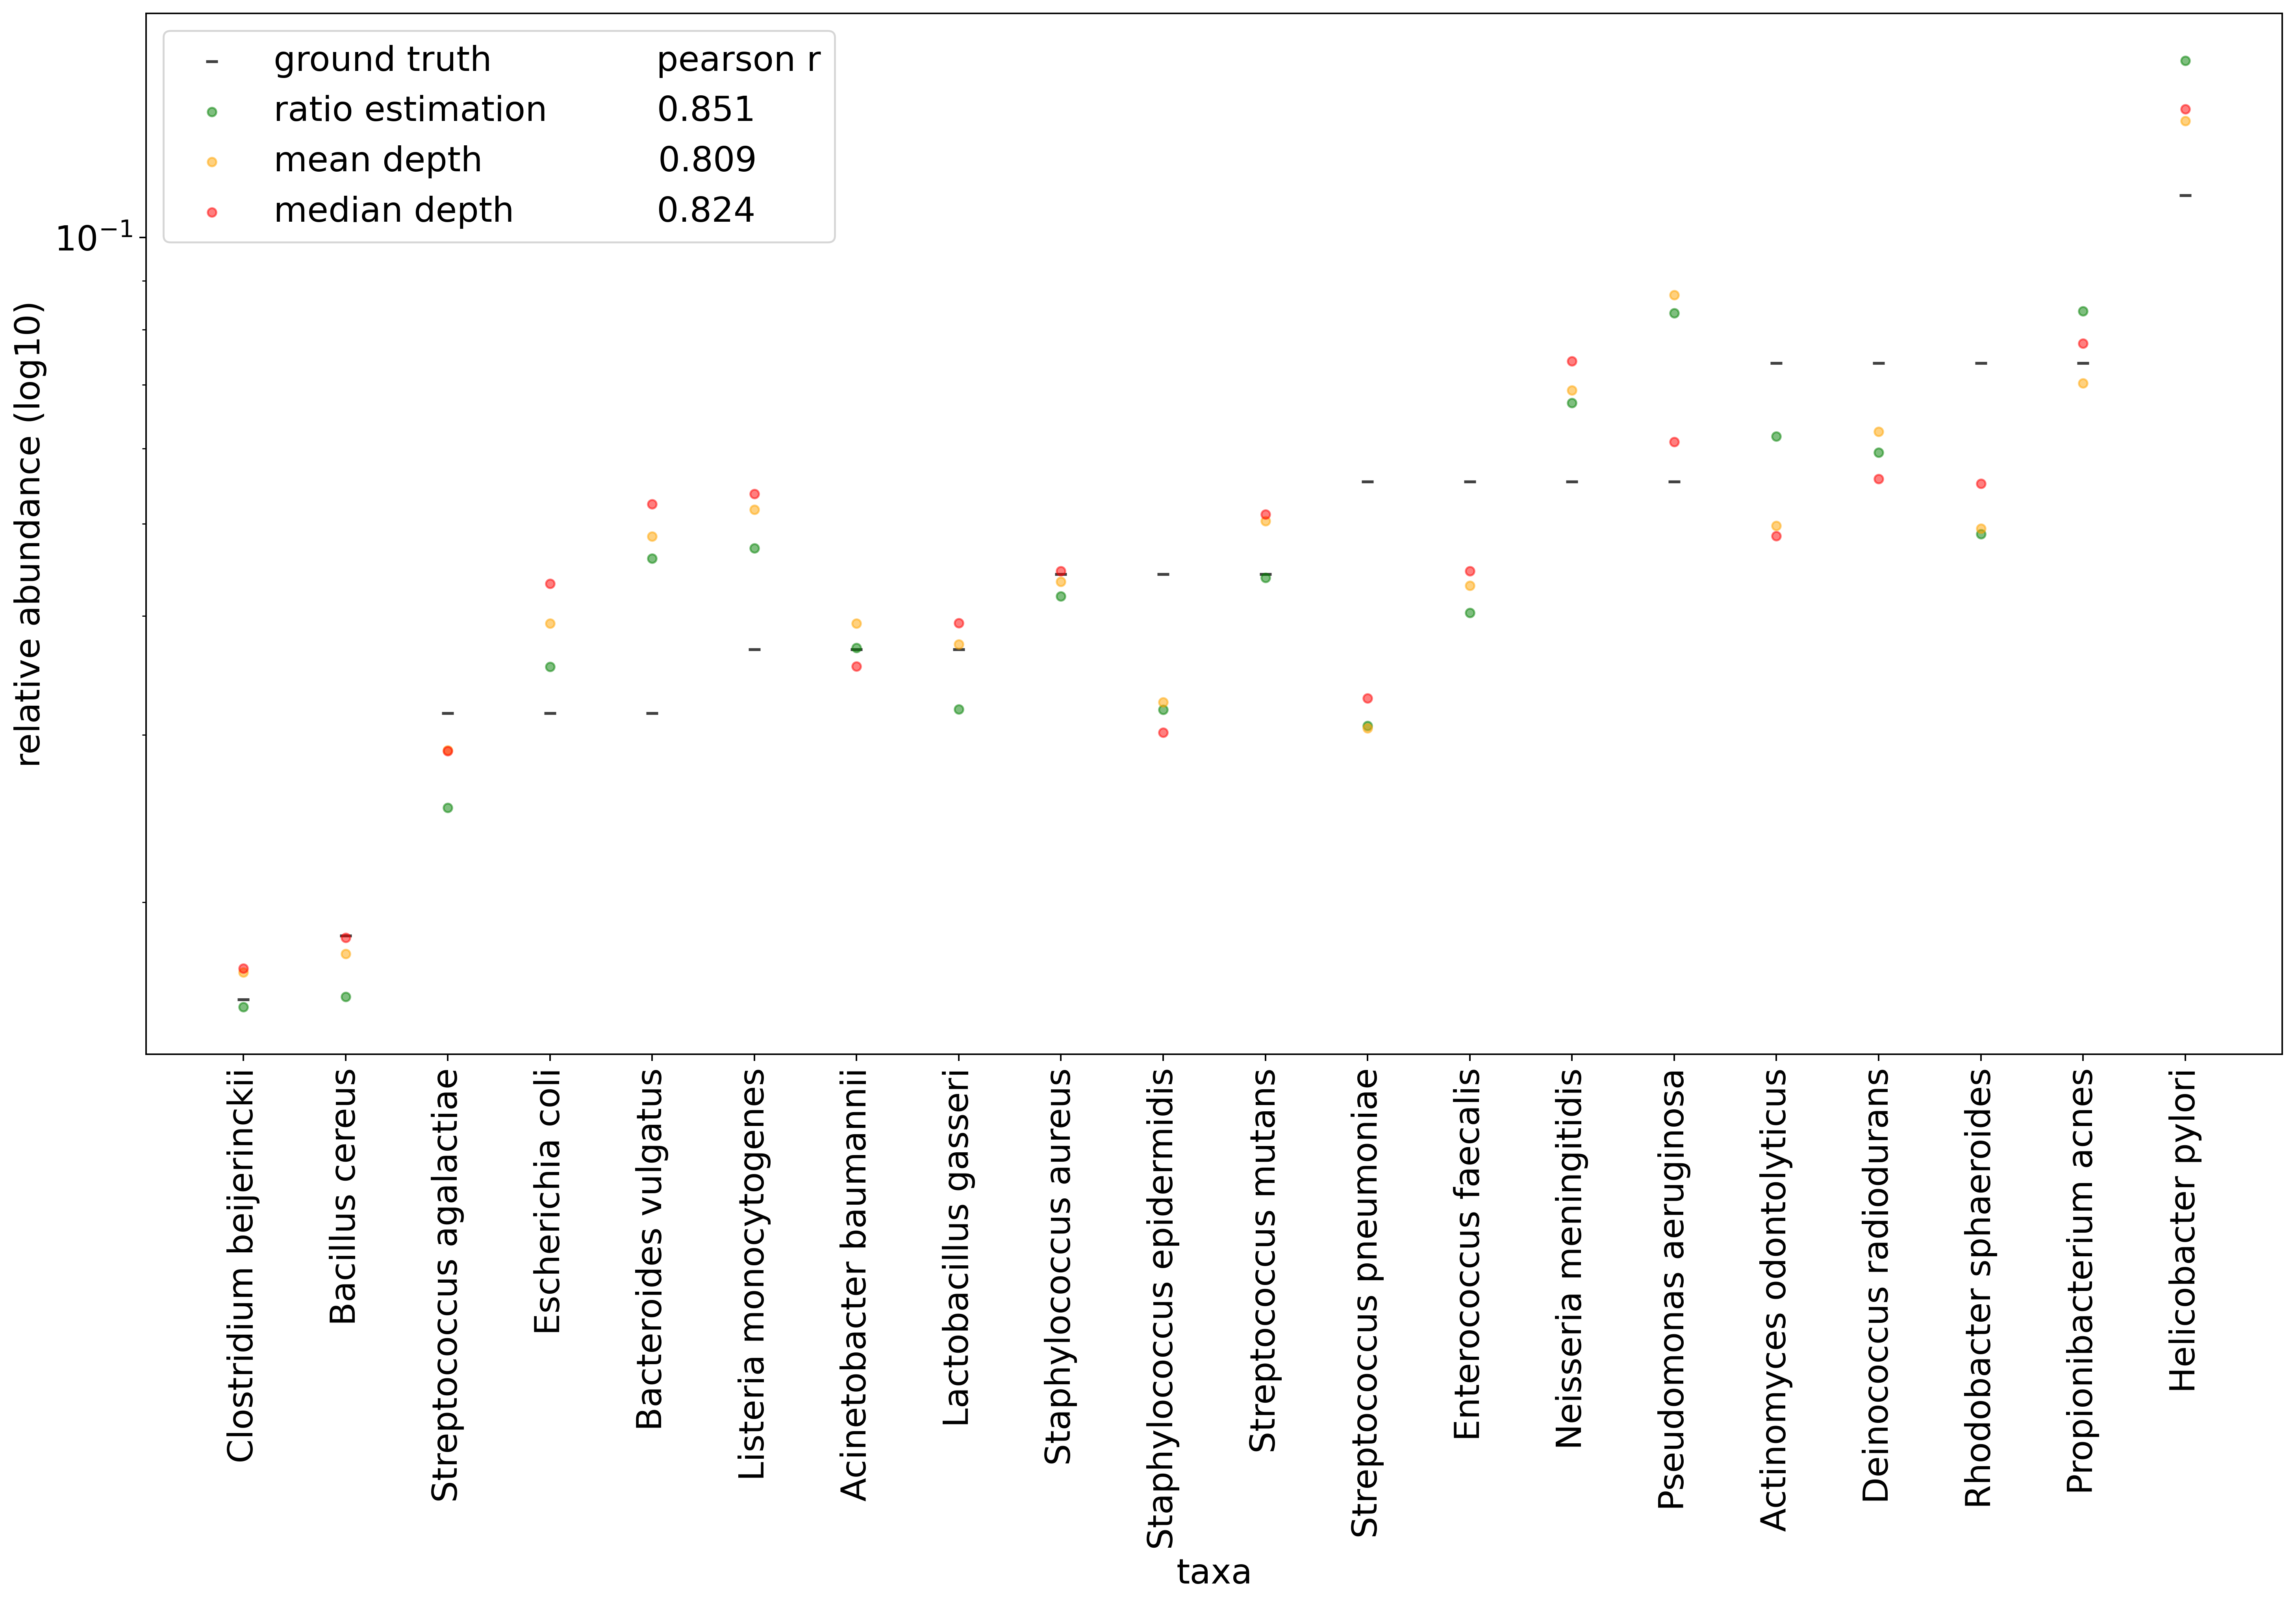 ground truth pearson r
ratio estimation 0.851
mean depth 0.809
median depth 0.824
10⁻¹
relative abundance (log10)
Clostridium beijerinckii
Bacillus cereus
Streptococcus agalactiae
Escherichia coli
Bacteroides vulgatus
Listeria monocytogenes
Acinetobacter baumannii
Lactobacillus gasseri
Staphylococcus aureus
Staphylococcus epidermidis
Streptococcus mutans
Streptococcus pneumoniae
Enterococcus faecalis
Neisseria meningitidis
Pseudomonas aeruginosa
Actinomyces odontolyticus
Deinococcus radiodurans
Rhodobacter sphaeroides
Propionibacterium acnes
Helicobacter pylori
taxa